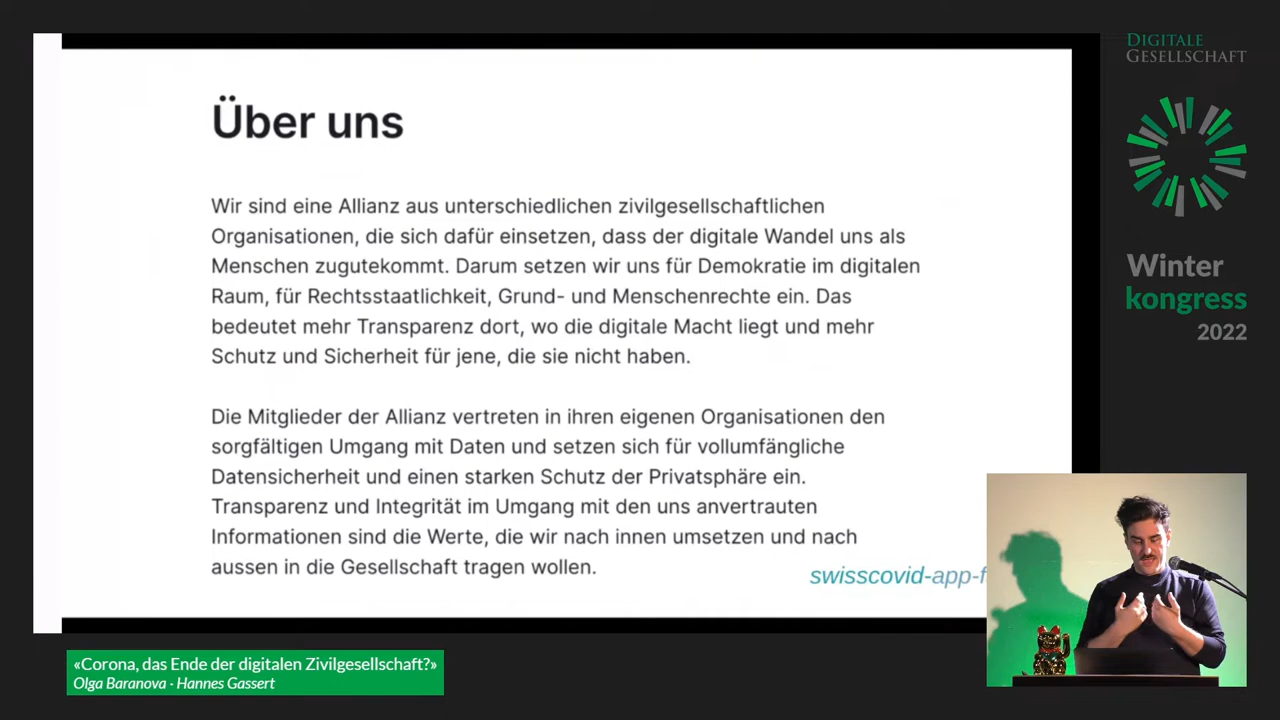 Über uns
Wir sind eine Allianz aus unterschiedlichen zivilgesellschaftlichen
Organisationen, die sich dafür einsetzen, dass der digitale Wandel uns als
Menschen zugutekommt. Darum setzen wir uns für Demokratie im digitalen
Raum, für Rechtsstaatlichkeit, Grund- und Menschenrechte ein. Das
bedeutet mehr Transparenz dort, wo die digitale Macht liegt und mehr
Schutz und Sicherheit für jene, die sie nicht haben.
Die Mitglieder der Allianz vertreten in ihren eigenen Organisationen den
sorgfältigen Umgang mit Daten und setzen sich für vollumfängliche
Datensicherheit und einen starken Schutz der Privatsphäre ein.
Transparenz und Integrität im Umgang mit den uns anvertrauten
Informationen sind die Werte, die wir nach innen umsetzen und nach
aussen in die Gesellschaft tragen wollen.
swisscovid-app-f
DIGITALE
GESELLSCHAFT
Winter
kongress
2022
«Corona, das Ende der digitalen Zivilgesellschaft?»
Olga Baranova · Hannes Gassert